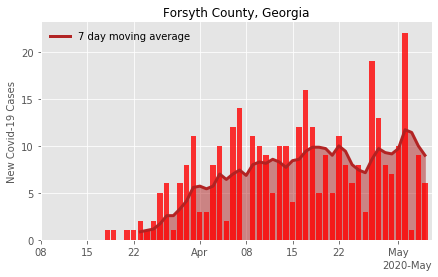 Forsyth County, Georgia
7 day moving average
New Covid-19 Cases
20
15
10
5
0
08
15
22
Apr
08
15
22
May
2020-May